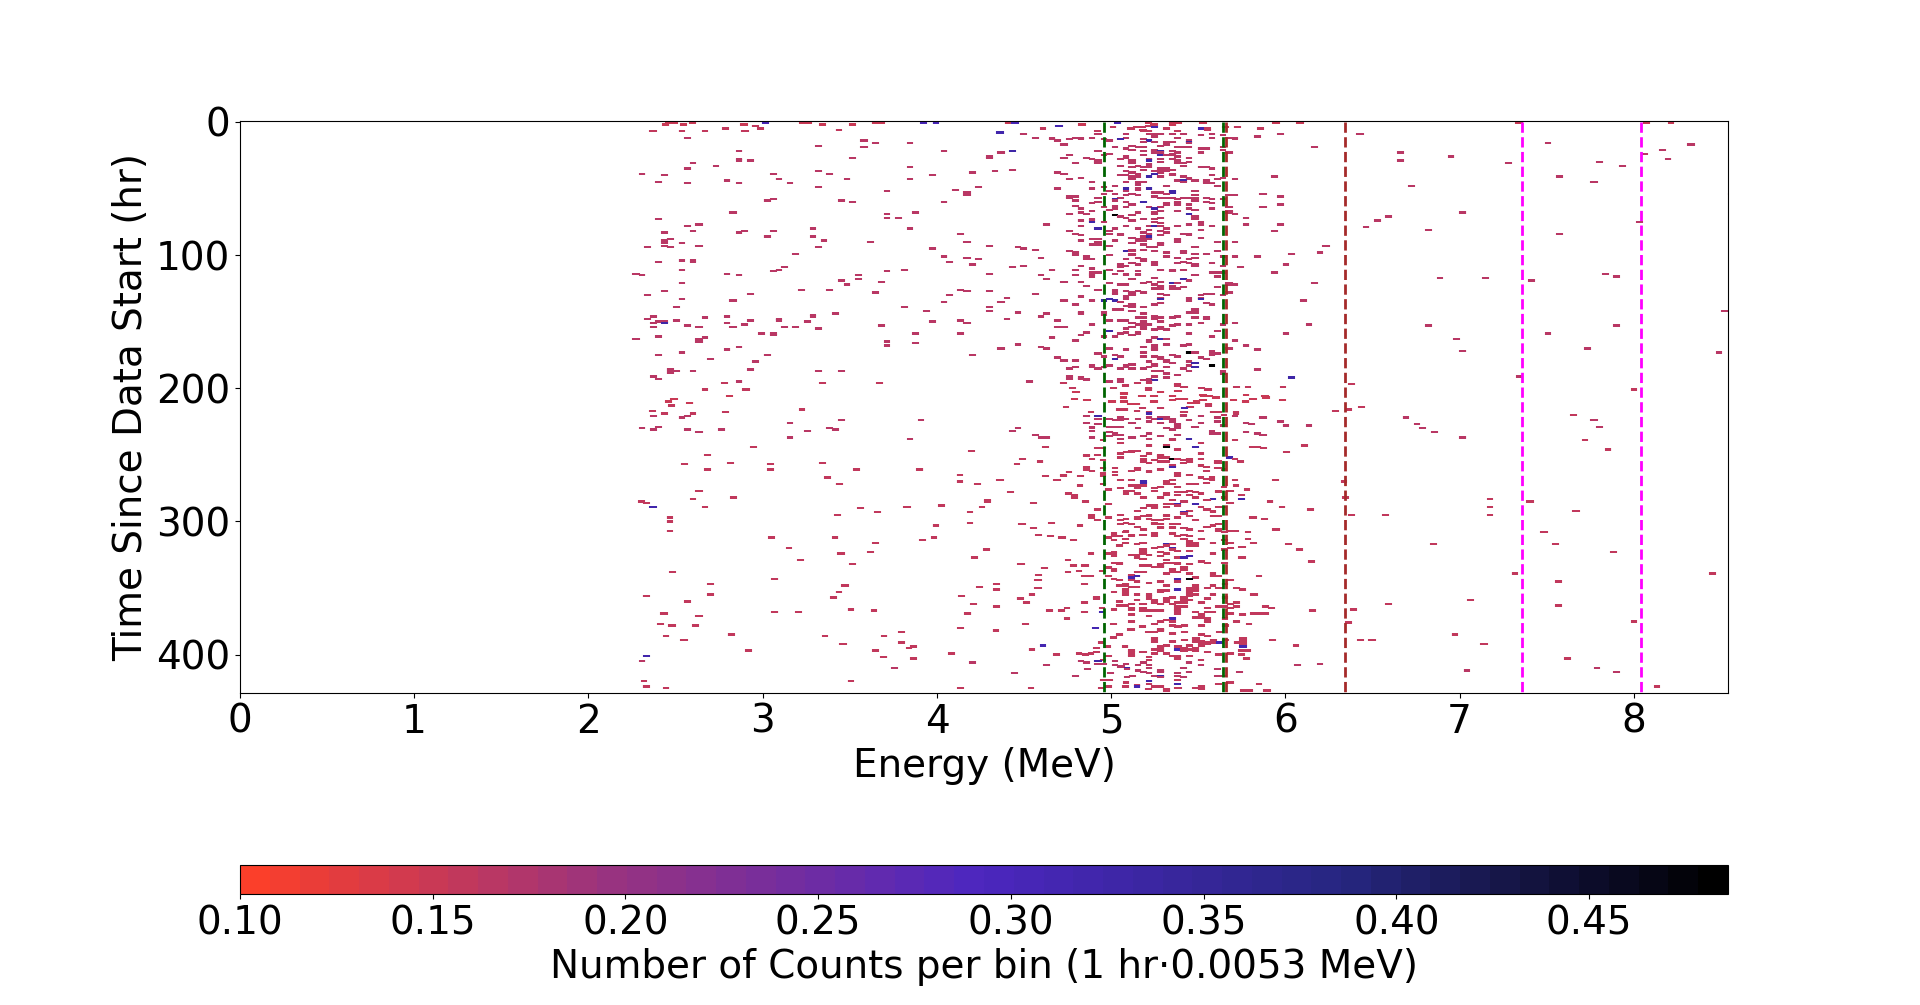 0
100
200
300
400
Time Since Data Start (hr)
0 1 2 3 4 5 6 7 8
Energy (MeV)
0.10 0.15 0.20 0.25 0.30 0.35 0.40 0.45
Number of Counts per bin (1 hr·0.0053 MeV)